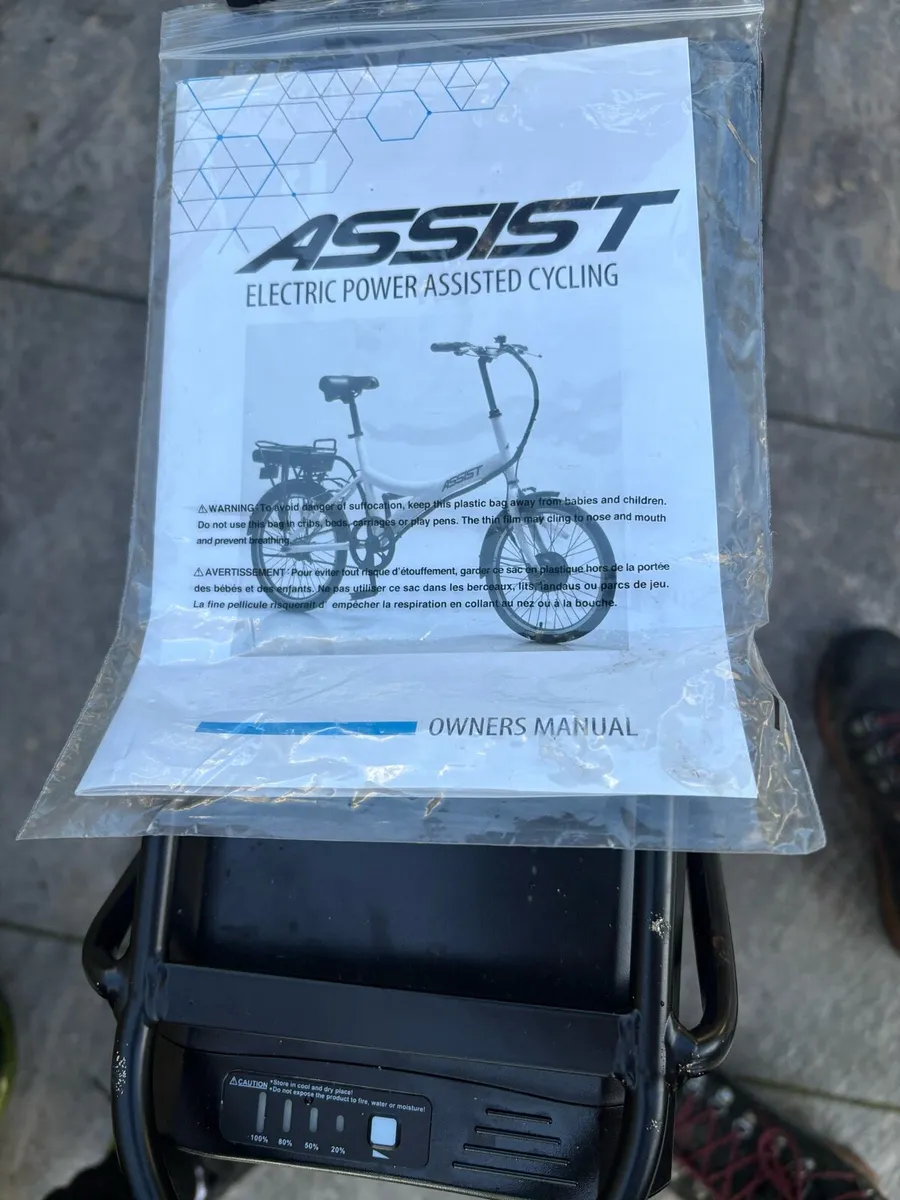 ASSIST
ELECTRIC POWER ASSISTED CYCLING
ASSIST
⚠WARNING: To avoid danger of suffocation, keep this plastic bag away from babies and children.
Do not use this bag in cribs, beds, carriages or play pens. The thin film may cling to nose and mouth
and prevent breathing.
⚠AVERTISSEMENT: Pour éviter tout risque d'étouffement, garder ce sac en plastique hors de la portée
des bébés et des enfants. Ne pas utiliser ce sac dans les berceaux, lits, landaus ou parcs de jeu.
La fine pellicule risquerait d' empêcher la respiration en collant au nez ou à la bouche.
OWNERS MANUAL
⚠CAUTION *Store in cool and dry place!
*Do not expose the product to fire, water or moisture!
100% 80% 50% 20%